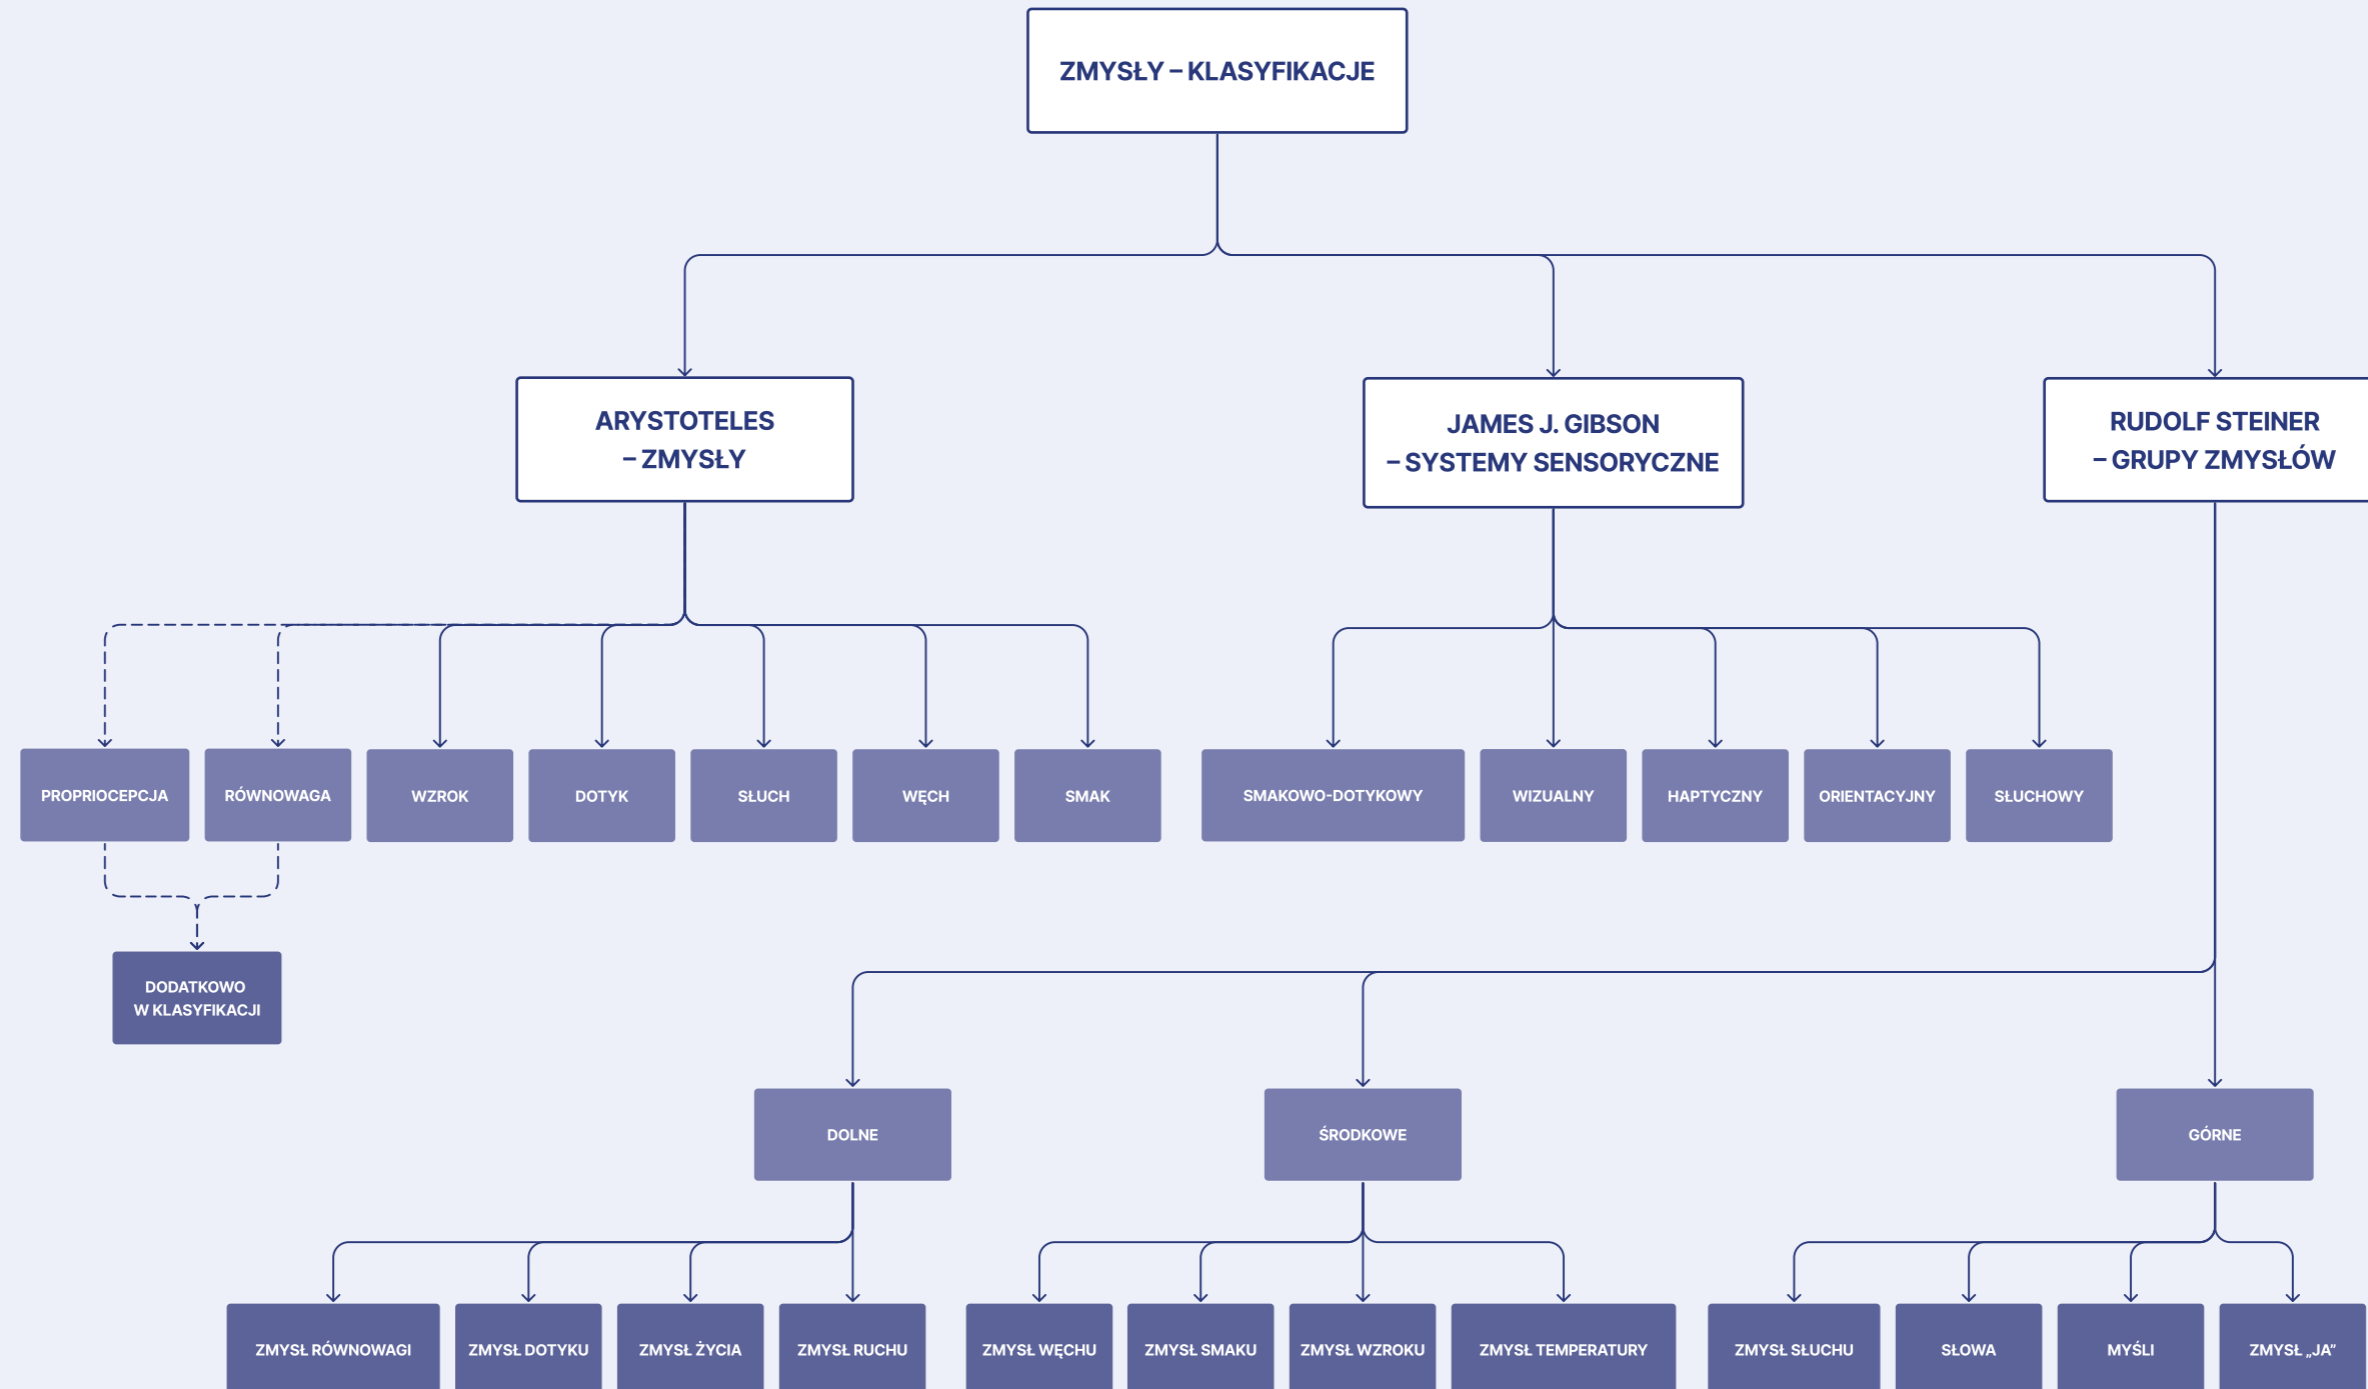 ZMYSŁY – KLASYFIKACJE
ARYSTOTELES
– ZMYSŁY
JAMES J. GIBSON
– SYSTEMY SENSORYCZNE
RUDOLF STEINER
– GRUPY ZMYSŁÓW
PROPRIOCEPCJA
RÓWNOWAGA
WZROK
DOTYK
SŁUCH
WĘCH
SMAK
SMAKOWO-DOTYKOWY
WIZUALNY
HAPTYCZNY
ORIENTACYJNY
SŁUCHOWY
DODATKOWO
W KLASYFIKACJI
DOLNE
ŚRODKOWE
GÓRNE
ZMYSŁ RÓWNOWAGI
ZMYSŁ DOTYKU
ZMYSŁ ŻYCIA
ZMYSŁ RUCHU
ZMYSŁ WĘCHU
ZMYSŁ SMAKU
ZMYSŁ WZROKU
ZMYSŁ TEMPERATURY
ZMYSŁ SŁUCHU
SŁOWA
MYŚLI
ZMYSŁ „JA”